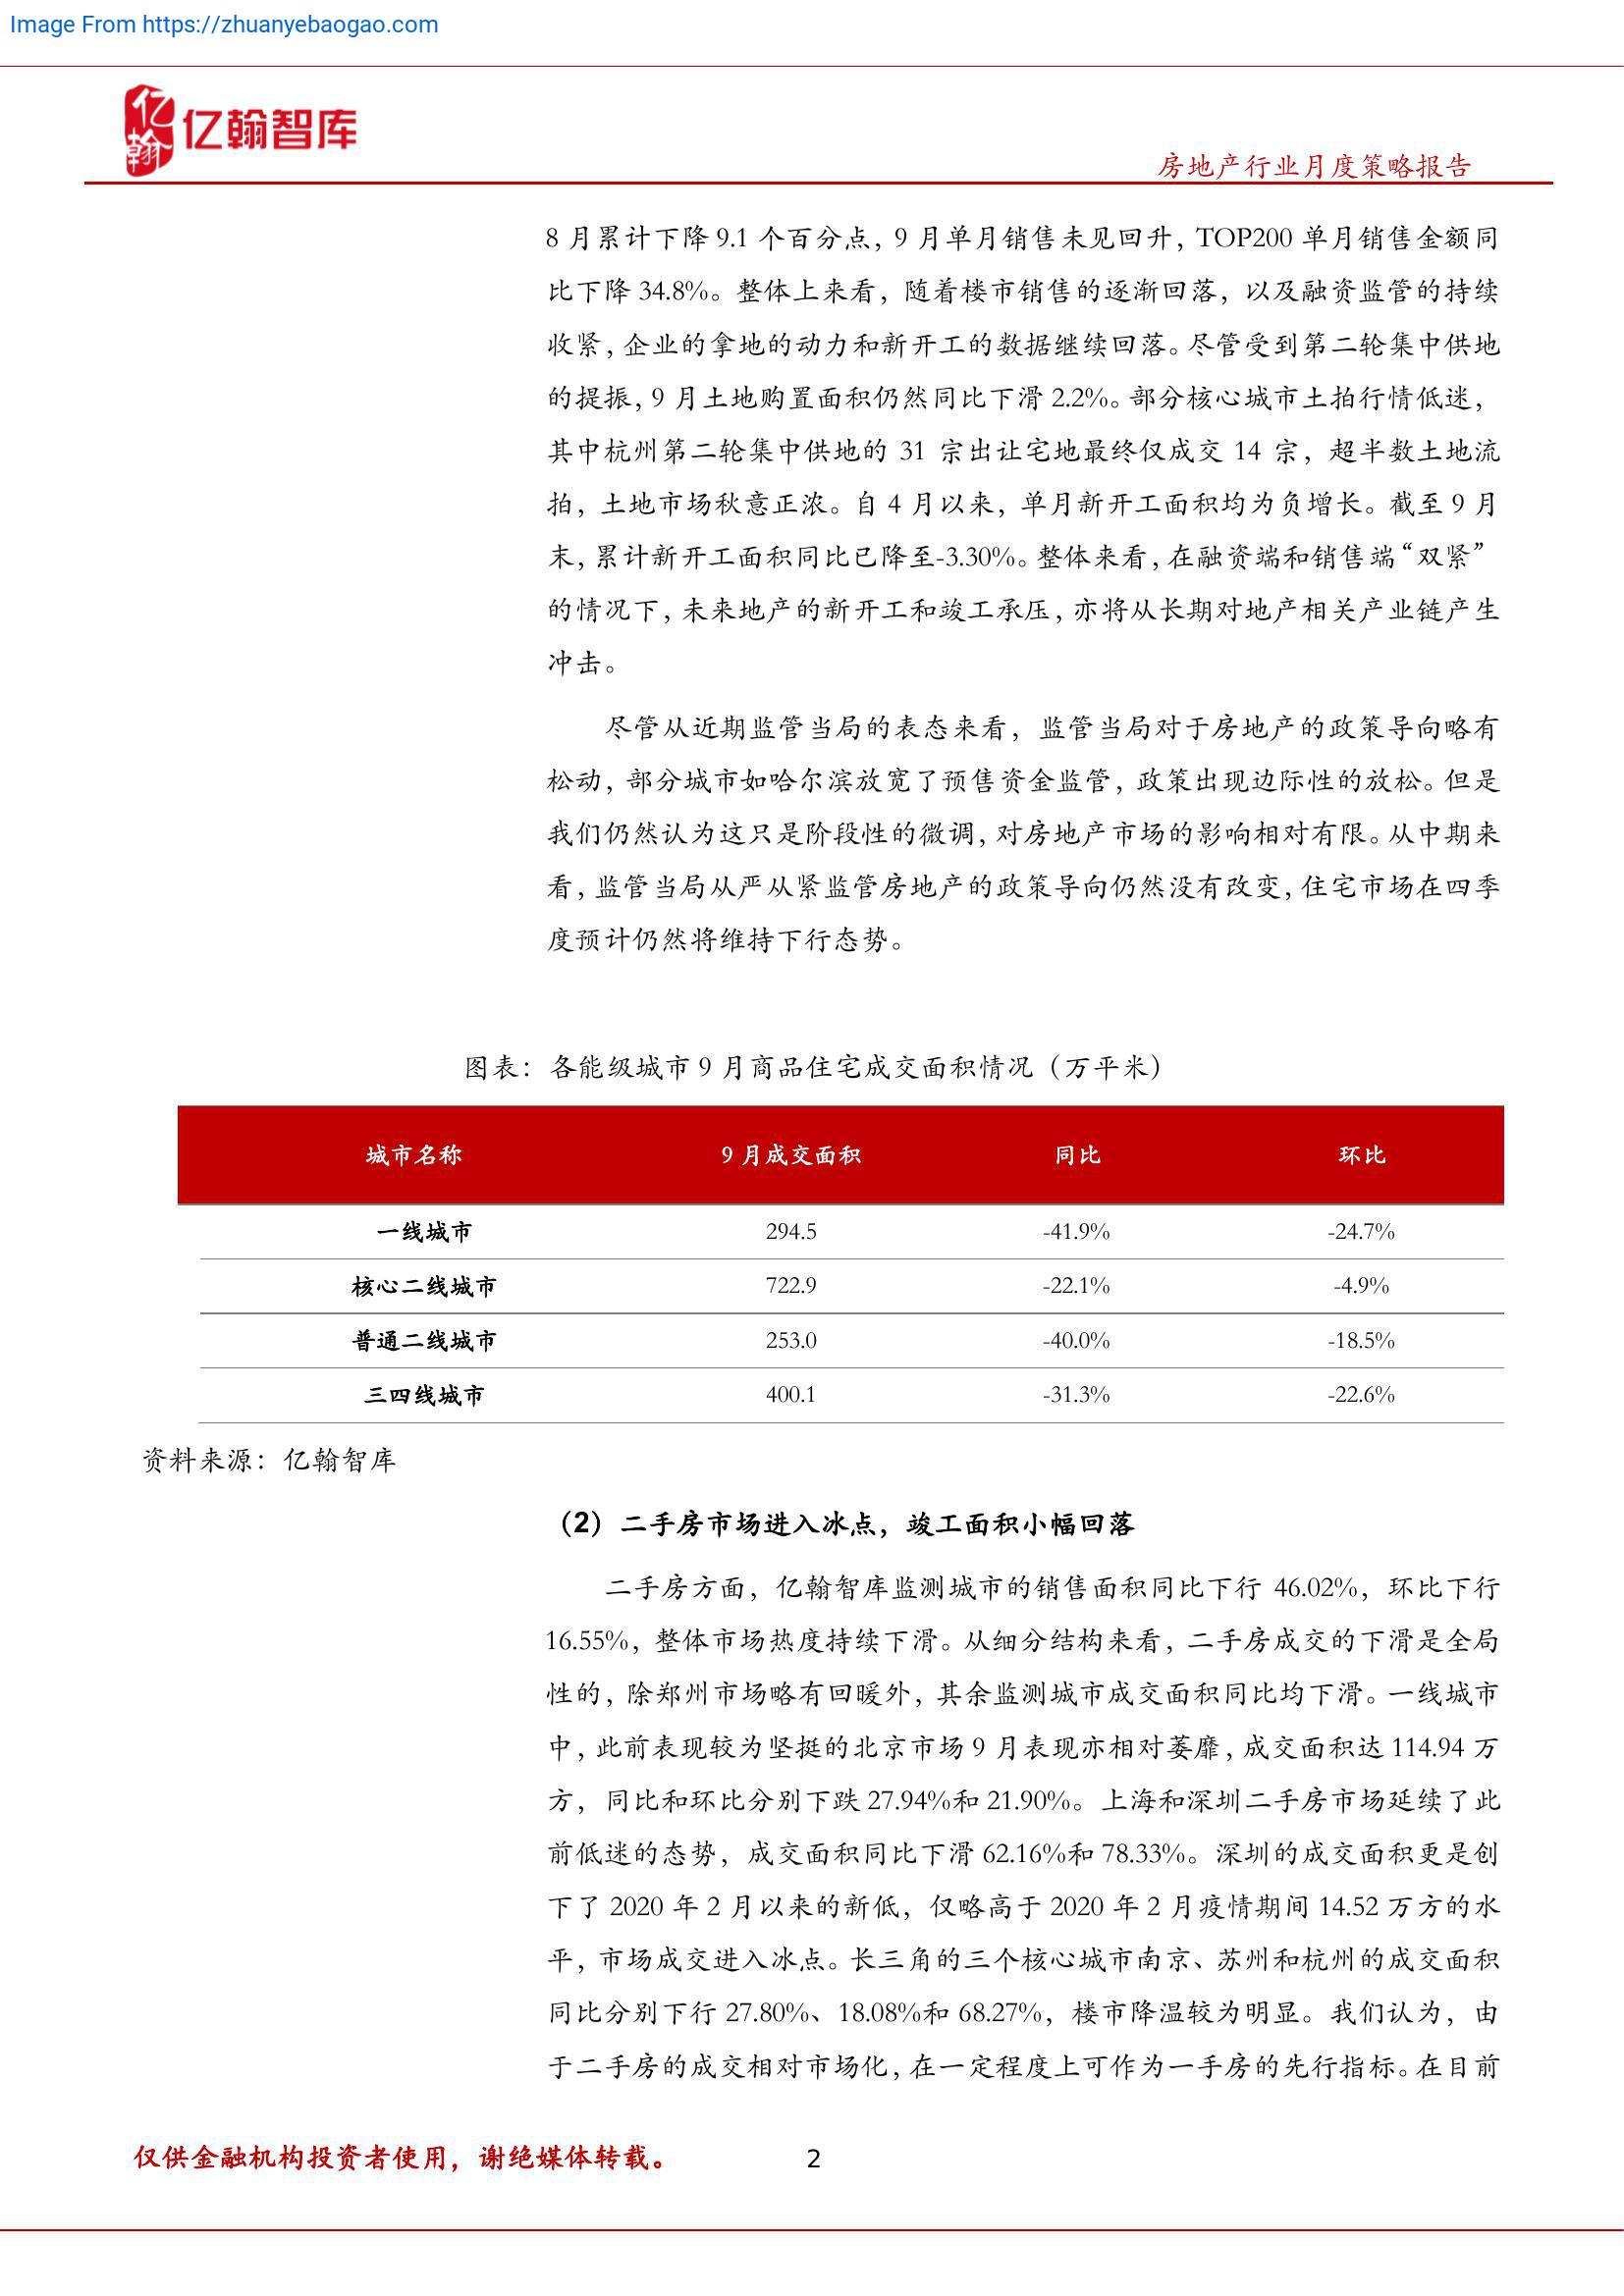 Image From https://zhuanyebaogao.com
亿翰
亿翰智库
房地产行业月度策略报告
8 月累计下降 9.1 个百分点，9 月单月销售未见回升，TOP200 单月销售金额同
比下降 34.8%。整体上来看，随着楼市销售的逐渐回落，以及融资监管的持续
收紧，企业的拿地的动力和新开工的数据继续回落。尽管受到第二轮集中供地
的提振，9 月土地购置面积仍然同比下滑 2.2%。部分核心城市土拍行情低迷，
其中杭州第二轮集中供地的 31 宗出让宅地最终仅成交 14 宗，超半数土地流
拍，土地市场秋意正浓。自 4 月以来，单月新开工面积均为负增长。截至 9 月
末，累计新开工面积同比已降至-3.30%。整体来看，在融资端和销售端“双紧”
的情况下，未来地产的新开工和竣工承压，亦将从长期对地产相关产业链产生
冲击。
尽管从近期监管当局的表态来看，监管当局对于房地产的政策导向略有
松动，部分城市如哈尔滨放宽了预售资金监管，政策出现边际性的放松。但是
我们仍然认为这只是阶段性的微调，对房地产市场的影响相对有限。从中期来
看，监管当局从严从紧监管房地产的政策导向仍然没有改变，住宅市场在四季
度预计仍然将维持下行态势。
图表：各能级城市 9 月商品住宅成交面积情况（万平米）
城市名称 9 月成交面积 同比 环比
一线城市 294.5 -41.9% -24.7%
核心二线城市 722.9 -22.1% -4.9%
普通二线城市 253.0 -40.0% -18.5%
三四线城市 400.1 -31.3% -22.6%
资料来源：亿翰智库
（2）二手房市场进入冰点，竣工面积小幅回落
二手房方面，亿翰智库监测城市的销售面积同比下行 46.02%，环比下行
16.55%，整体市场热度持续下滑。从细分结构来看，二手房成交的下滑是全局
性的，除郑州市场略有回暖外，其余监测城市成交面积同比均下滑。一线城市
中，此前表现较为坚挺的北京市场 9 月表现亦相对萎靡，成交面积达 114.94 万
方，同比和环比分别下跌 27.94%和 21.90%。上海和深圳二手房市场延续了此
前低迷的态势，成交面积同比下滑 62.16%和 78.33%。深圳的成交面积更是创
下了 2020 年 2 月以来的新低，仅略高于 2020 年 2 月疫情期间 14.52 万方的水
平，市场成交进入冰点。长三角的三个核心城市南京、苏州和杭州的成交面积
同比分别下行 27.80%、18.08%和 68.27%，楼市降温较为明显。我们认为，由
于二手房的成交相对市场化，在一定程度上可作为一手房的先行指标。在目前
仅供金融机构投资者使用，谢绝媒体转载。 2